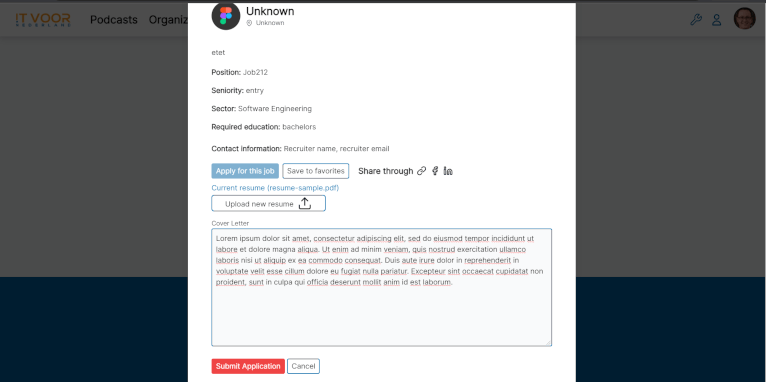 Unknown
Unknown
!TVOOR
NEDERLAND
Podcasts Organiz
etet
Position: Job212
Seniority: entry
Sector: Software Engineering
Required education: bachelors
Contact information: Recruiter name, recruiter email
Apply for this job Save to favorites Share through
Current resume (resume-sample.pdf)
Upload new resume
Cover Letter
Lorem ipsum dolor sit amet, consectetur adipiscing elit, sed do eiusmod tempor incididunt ut
labore et dolore magna aliqua. Ut enim ad minim veniam, quis nostrud exercitation ullamco
laboris nisi ut aliquip ex ea commodo consequat. Duis aute irure dolor in reprehenderit in
voluptate velit esse cillum dolore eu fugiat nulla pariatur. Excepteur sint occaecat cupidatat non
proident, sunt in culpa qui officia deserunt mollit anim id est laborum.
Submit Application Cancel